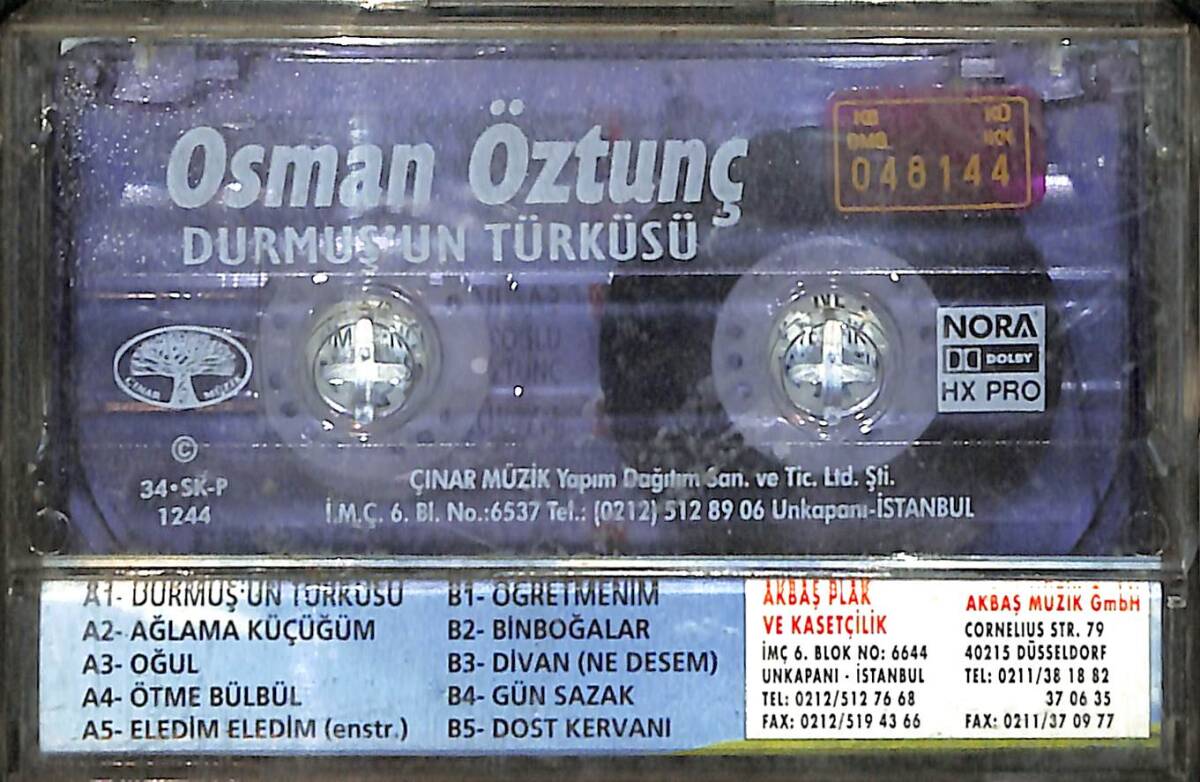 Osman Öztunç
DURMUŞ'UN TÜRKÜSÜ
048144
ÇINAR MÜZİK
NORA
DOLBY
HX PRO
©
34•SK-P
1244
ÇINAR MÜZİK Yapım Dağıtım San. ve Tic. Ltd. Şti.
İ.M.Ç. 6. Bl. No.:6537 Tel.: (0212) 512 89 06 Unkapanı-İSTANBUL
A1- DURMUŞ'UN TÜRKÜSÜ
A2- AĞLAMA KÜÇÜĞÜM
A3- OĞUL
A4- ÖTME BÜLBÜL
A5- ELEDİM ELEDİM (enstr.)
B1- ÖĞRETMENİM
B2- BİNBOĞALAR
B3- DİVAN (NE DESEM)
B4- GÜN SAZAK
B5- DOST KERVANI
AKBAŞ PLAK
VE KASETÇİLİK
İMÇ 6. BLOK NO: 6644
UNKAPANI - İSTANBUL
TEL: 0212/512 76 68
FAX: 0212/519 43 66
AKBAŞ MÜZİK GmbH
CORNELIUS STR. 79
40215 DÜSSELDORF
TEL: 0211/38 18 82
37 06 35
FAX: 0211/37 09 77